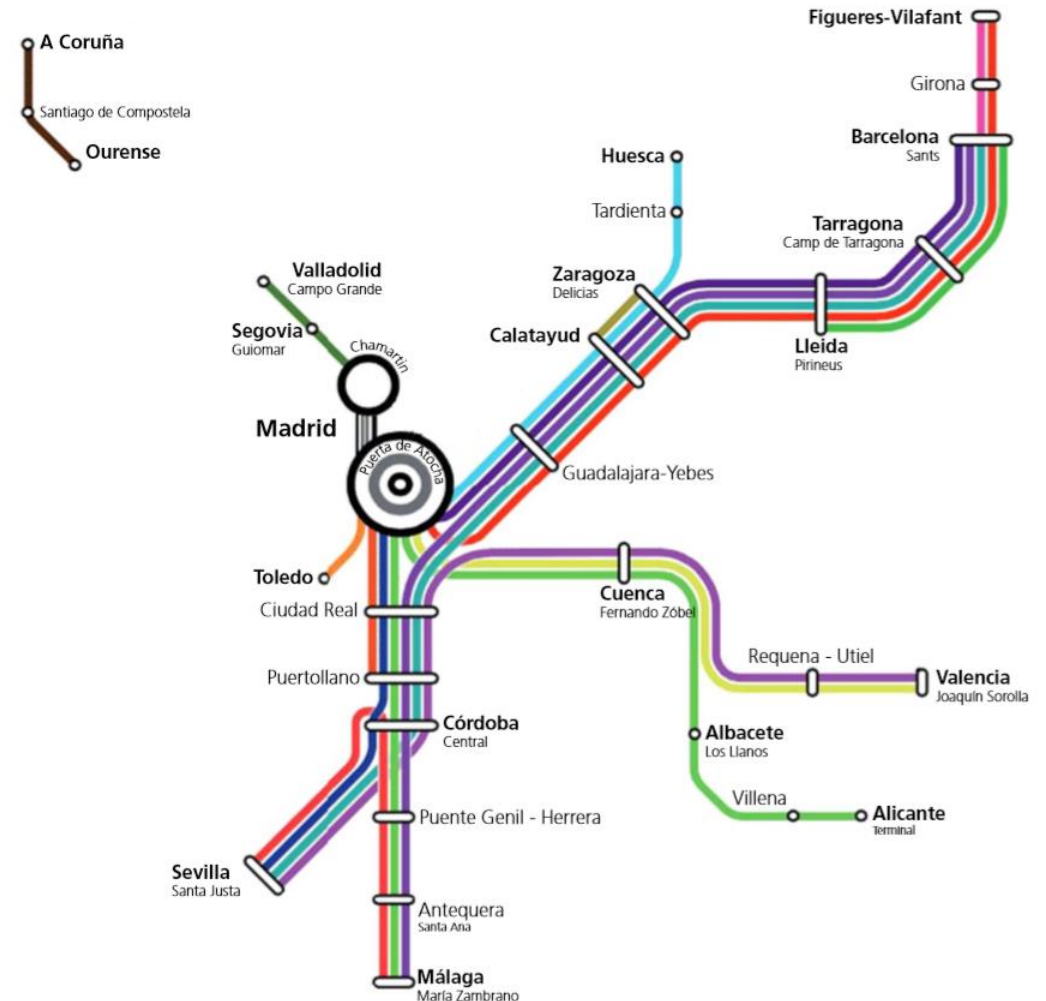 Figueres-Vilafant
A Coruña
Girona
Santiago de Compostela
Barcelona
Sants
Ourense
Huesca
Tardienta
Tarragona
Camp de Tarragona
Valladolid
Campo Grande
Zaragoza
Delicias
Segovia
Guiomar
Calatayud
Chamartín
Lleida
Pirineus
Madrid
Puerta de Atocha
Guadalajara-Yebes
Toledo
Cuenca
Fernando Zóbel
Ciudad Real
Requena - Utiel
Puertollano
Valencia
Joaquín Sorolla
Córdoba
Central
Albacete
Los Llanos
Villena
Alicante
Terminal
Puente Genil - Herrera
Sevilla
Santa Justa
Antequera
Santa Ana
Málaga
María Zambrano